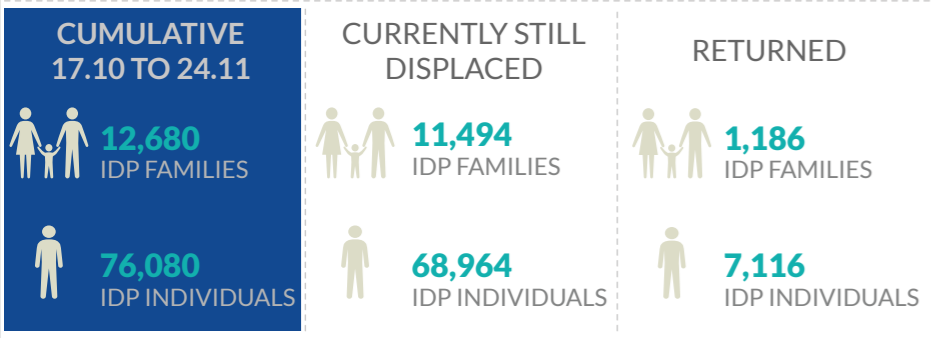 CUMULATIVE
17.10 TO 24.11
12,680
IDP FAMILIES
76,080
IDP INDIVIDUALS
CURRENTLY STILL
DISPLACED
11,494
IDP FAMILIES
68,964
IDP INDIVIDUALS
RETURNED
1,186
IDP FAMILIES
7,116
IDP INDIVIDUALS